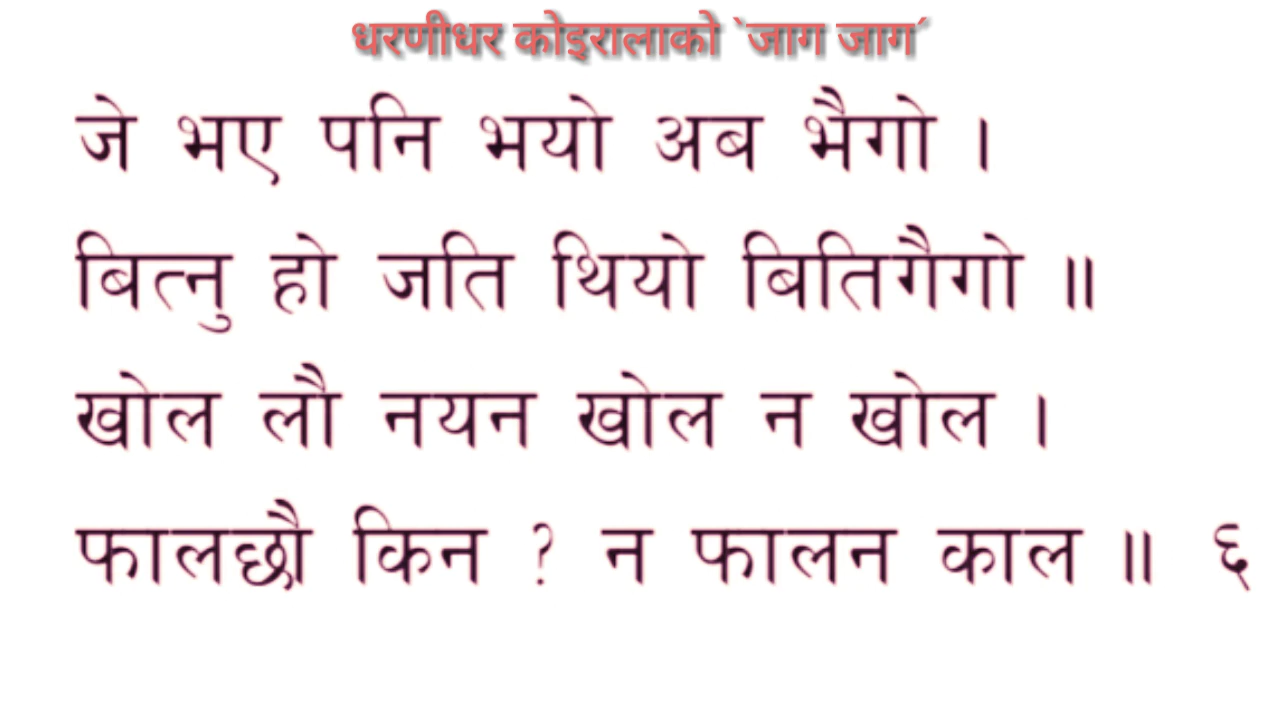 धरणीधर कोइरालाको `जाग जाग´
जे भए पनि भयो अब भैगो ।
बित्नु हो जति थियो बितिगैगो ॥
खोल लौ नयन खोल न खोल ।
फालछौ किन ? न फालन काल ॥ ६